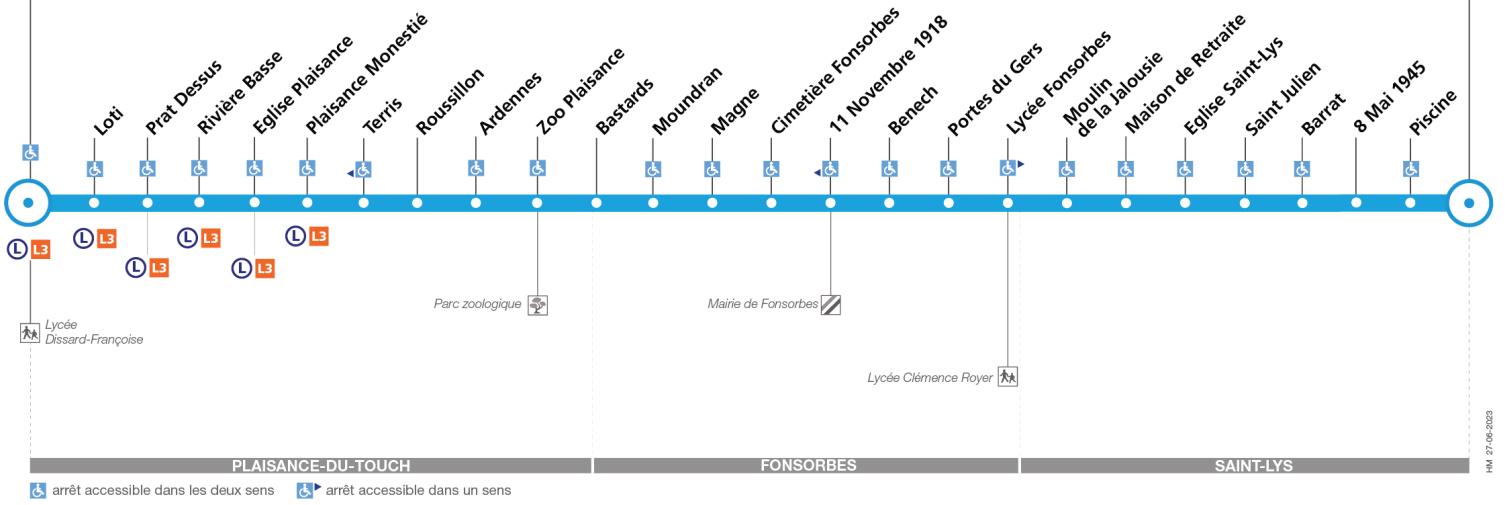 Loti
Prat Dessus
Rivière Basse
Eglise Plaisance
Plaisance Monestié
Terris
Roussillon
Ardennes
Zoo Plaisance
Bastards
Moundran
Magne
Cimetière Fonsorbes
11 Novembre 1918
Benech
Portes du Gers
Lycée Fonsorbes
Moulin
de la Jalousie
Maison de Retraite
Eglise Saint-Lys
Saint Julien
Barrat
8 Mai 1945
Piscine
L L3
L L3
L L3
L L3
L L3
L L3
Parc zoologique
Mairie de Fonsorbes
Lycée
Dissard-Françoise
Lycée Clémence Royer
PLAISANCE-DU-TOUCH
FONSORBES
SAINT-LYS
arrêt accessible dans les deux sens
arrêt accessible dans un sens
HM 27-06-2023